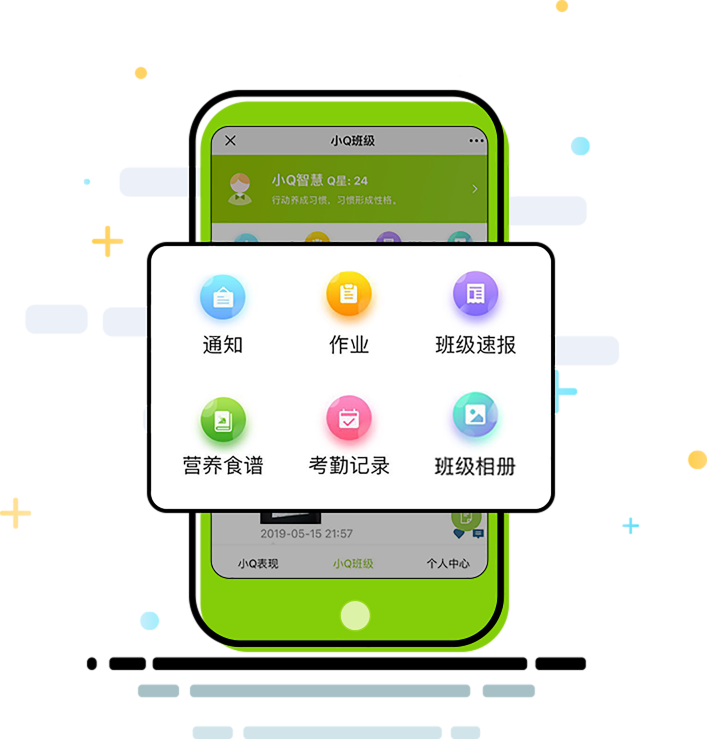 小Q班级
小Q智慧 Q星: 24
行动养成习惯，习惯形成性格。
通知
作业
班级速报
营养食谱
考勤记录
班级相册
2019-05-15 21:57
小Q表现
小Q班级
个人中心